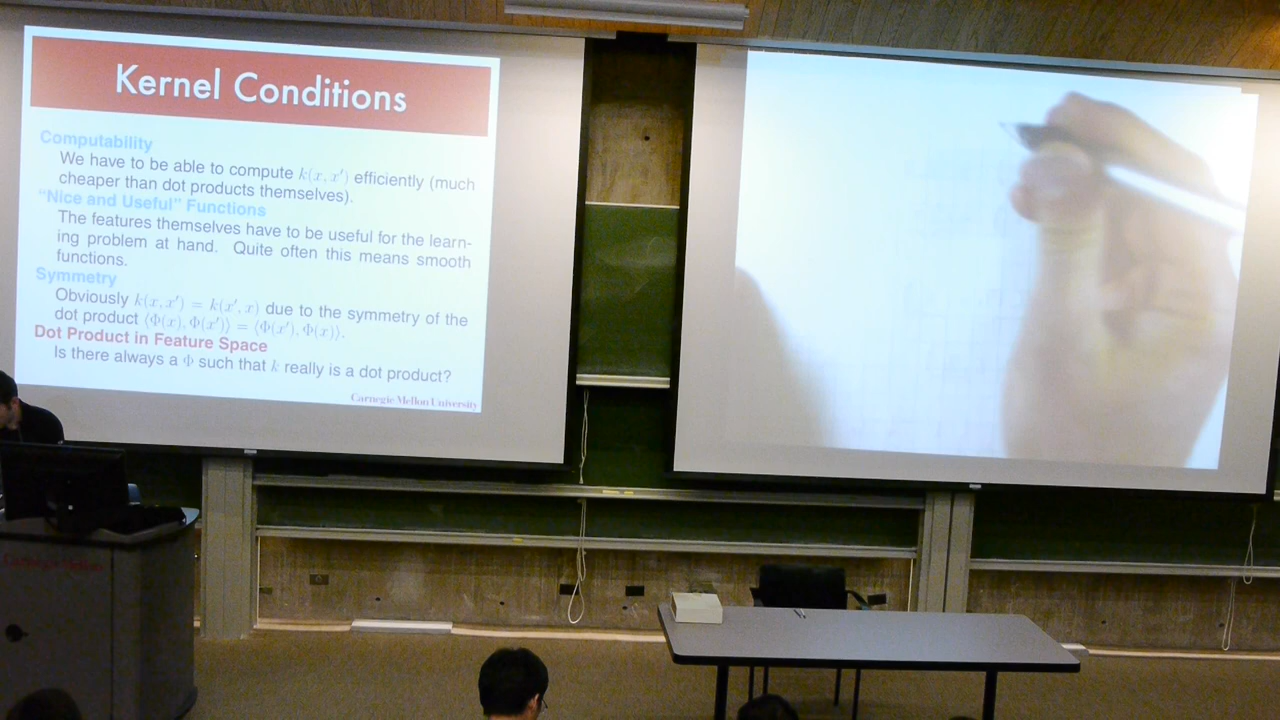 Kernel Conditions
Computability
We have to be able to compute k(x, x′) efficiently (much
cheaper than dot products themselves).
“Nice and Useful” Functions
The features themselves have to be useful for the learn-
ing problem at hand. Quite often this means smooth
functions.
Symmetry
Obviously k(x, x′) = k(x′, x) due to the symmetry of the
dot product ⟨Φ(x), Φ(x′)⟩ = ⟨Φ(x′), Φ(x)⟩.
Dot Product in Feature Space
Is there always a Φ such that k really is a dot product?
Carnegie Mellon University
Carnegie Mellon